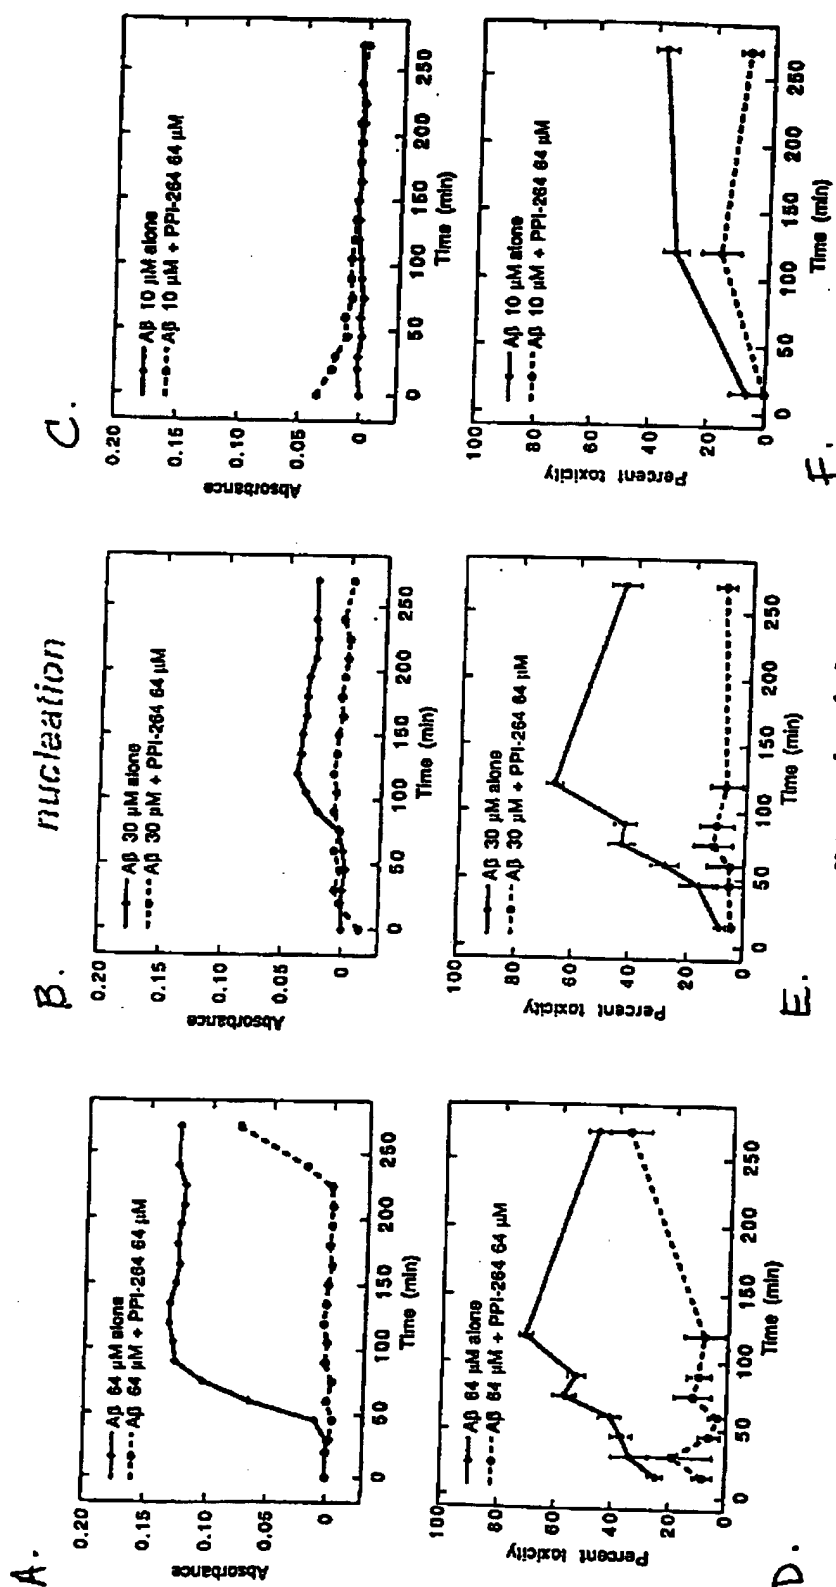 nucleation
A.
Absorbance
0.20
0.15
0.10
0.05
0
Aβ 64 µM alone
Aβ 64 µM + PPI-264 64 µM
0 50 100 150 200 250
Time (min)
B.
Absorbance
0.20
0.15
0.10
0.05
0
Aβ 30 µM alone
Aβ 30 µM + PPI-264 64 µM
0 50 100 150 200 250
Time (min)
C.
Absorbance
0.20
0.15
0.10
0.05
0
Aβ 10 µM alone
Aβ 10 µM + PPI-264 64 µM
0 50 100 150 200 250
Time (min)
D.
Percent toxicity
100
80
60
40
20
0
Aβ 64 µM alone
Aβ 64 µM + PPI-264 64 µM
0 50 100 150 200 250
Time (min)
E.
Percent toxicity
100
80
60
40
20
0
Aβ 30 µM alone
Aβ 30 µM + PPI-264 64 µM
0 50 100 150 200 250
Time (min)
F.
Percent toxicity
100
80
60
40
20
0
Aβ 10 µM alone
Aβ 10 µM + PPI-264 64 µM
0 50 100 150 200 250
Time (min)